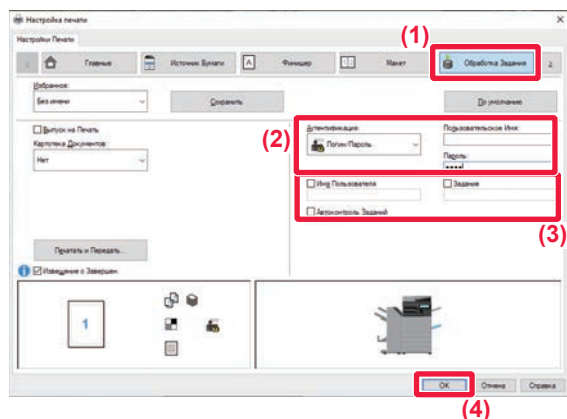 Настройка печати
Настройки Печати
(1)
Главные
Источник Бумаги
Финишер
Макет
Обработка Задания
Избранное:
Без имени
Сохранить
По умолчанию
Выпуск на Печать
Картотека Документов:
Нет
(2)
Аутентификация:
Логин/Пароль
Пользовательское Имя:
Пароль:
Имя Пользователя
Задание
Автоконтроль Заданий
(3)
Печатать и Передать...
Извещение о Завершен.
1
OK
Отмена
Справка
(4)